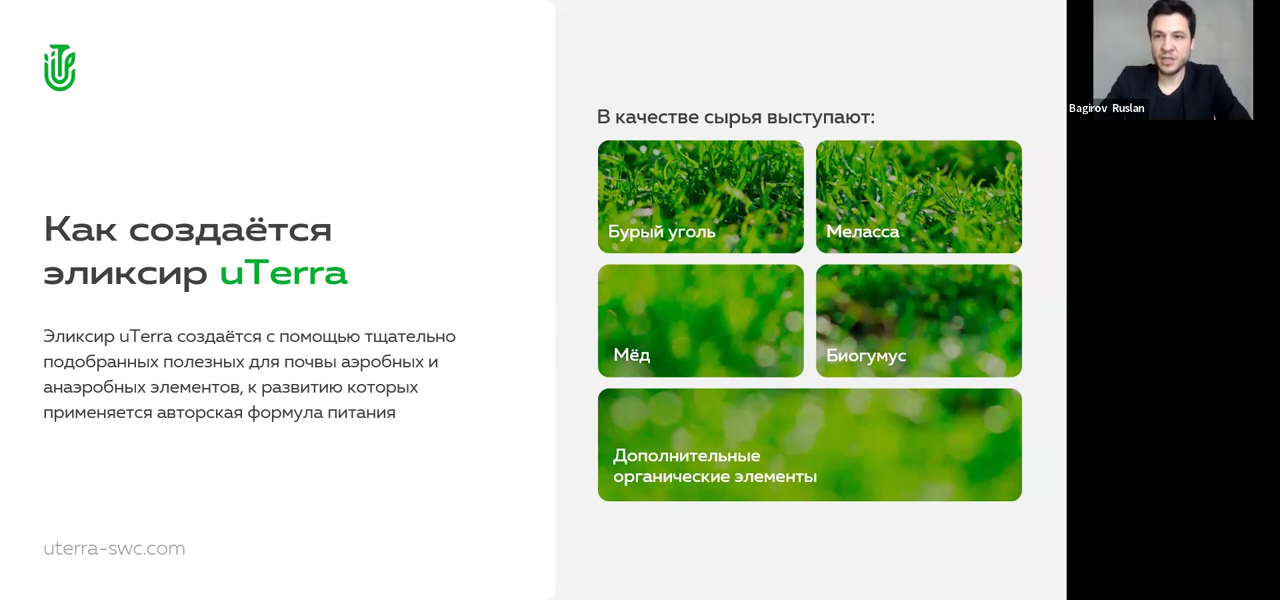 Как создаётся
эликсир uTerra
Эликсир uTerra создаётся с помощью тщательно
подобранных полезных для почвы аэробных и
анаэробных элементов, к развитию которых
применяется авторская формула питания
uterra-swc.com
В качестве сырья выступают:
Бурый уголь
Меласса
Мёд
Биогумус
Дополнительные
органические элементы
Bagirov Ruslan